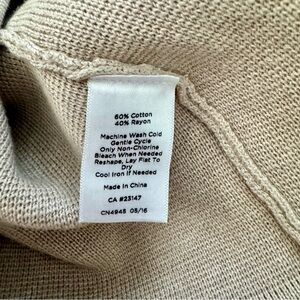 60% Cotton
40% Rayon
Machine Wash Cold
Gentle Cycle
Only Non-Chlorine
Bleach When Needed
Reshape, Lay Flat To
Dry
Cool Iron If Needed
Made In China
CA #23147
CN4945 05/16